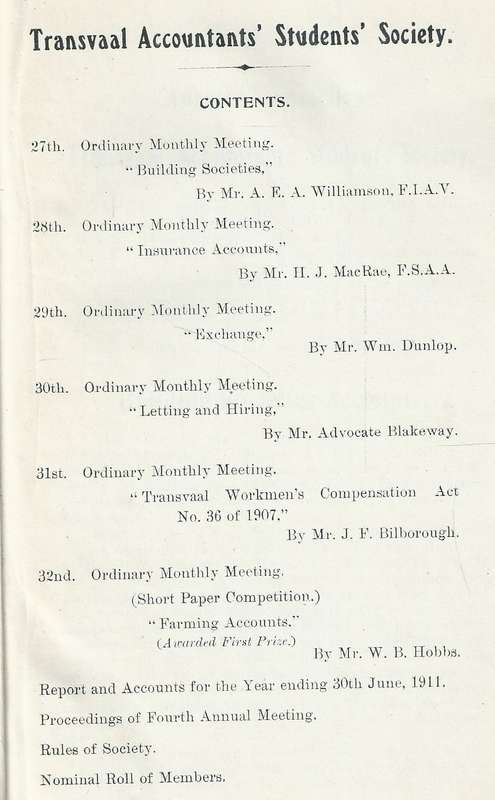 Transvaal Accountants' Students' Society.
CONTENTS.
27th. Ordinary Monthly Meeting.
"Building Societies,"
By Mr. A. E. A. Williamson, F.I.A.V.
28th. Ordinary Monthly Meeting.
"Insurance Accounts,"
By Mr. H. J. MacRae, F.S.A.A.
29th. Ordinary Monthly Meeting.
"Exchange,"
By Mr. Wm. Dunlop.
30th. Ordinary Monthly Meeting.
"Letting and Hiring,"
By Mr. Advocate Blakeway.
31st. Ordinary Monthly Meeting.
"Transvaal Workmen's Compensation Act
No. 36 of 1907,"
By Mr. J. F. Bilborough.
32nd. Ordinary Monthly Meeting.
(Short Paper Competition.)
"Farming Accounts,"
(Awarded First Prize.)
By Mr. W. B. Hobbs.
Report and Accounts for the Year ending 30th June, 1911.
Proceedings of Fourth Annual Meeting.
Rules of Society.
Nominal Roll of Members.